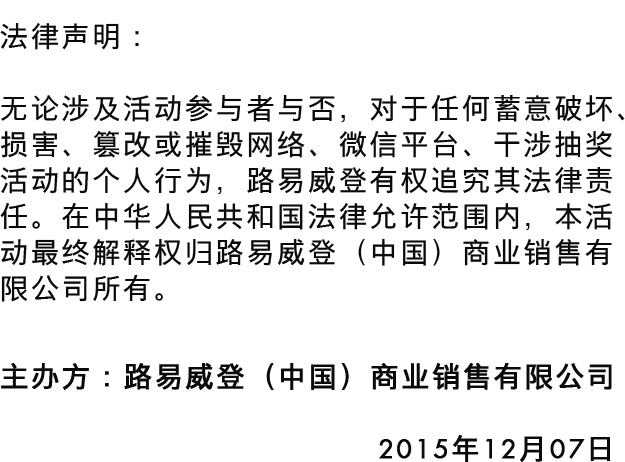 法律声明：
无论涉及活动参与者与否，对于任何蓄意破坏、
损害、篡改或摧毁网络、微信平台、干涉抽奖
活动的个人行为，路易威登有权追究其法律责
任。在中华人民共和国法律允许范围内，本活
动最终解释权归路易威登（中国）商业销售有
限公司所有。
主办方：路易威登（中国）商业销售有限公司
2015年12月07日